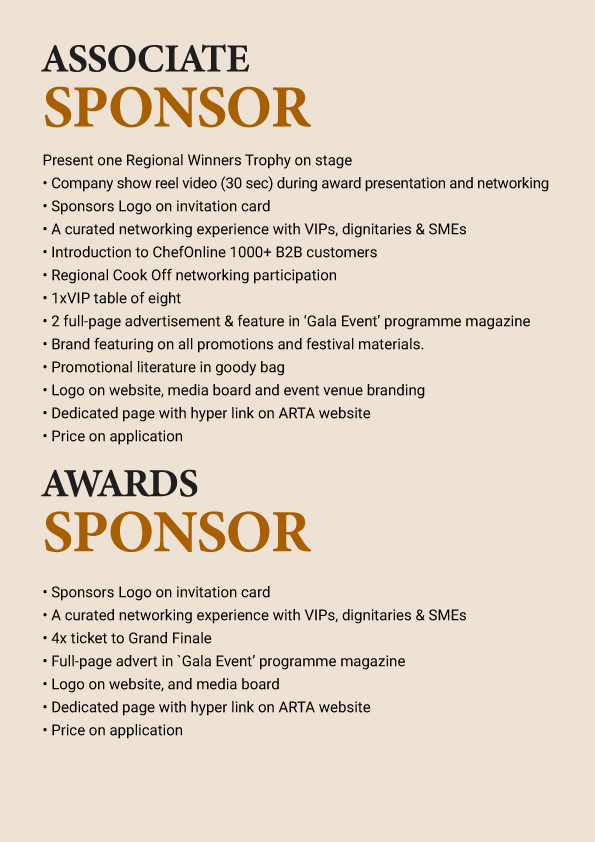 ASSOCIATE
SPONSOR
Present one Regional Winners Trophy on stage
• Company show reel video (30 sec) during award presentation and networking
• Sponsors Logo on invitation card
• A curated networking experience with VIPs, dignitaries & SMEs
• Introduction to ChefOnline 1000+ B2B customers
• Regional Cook Off networking participation
• 1xVIP table of eight
• 2 full-page advertisement & feature in ‘Gala Event’ programme magazine
• Brand featuring on all promotions and festival materials.
• Promotional literature in goody bag
• Logo on website, media board and event venue branding
• Dedicated page with hyper link on ARTA website
• Price on application
AWARDS
SPONSOR
• Sponsors Logo on invitation card
• A curated networking experience with VIPs, dignitaries & SMEs
• 4x ticket to Grand Finale
• Full-page advert in `Gala Event’ programme magazine
• Logo on website, and media board
• Dedicated page with hyper link on ARTA website
• Price on application